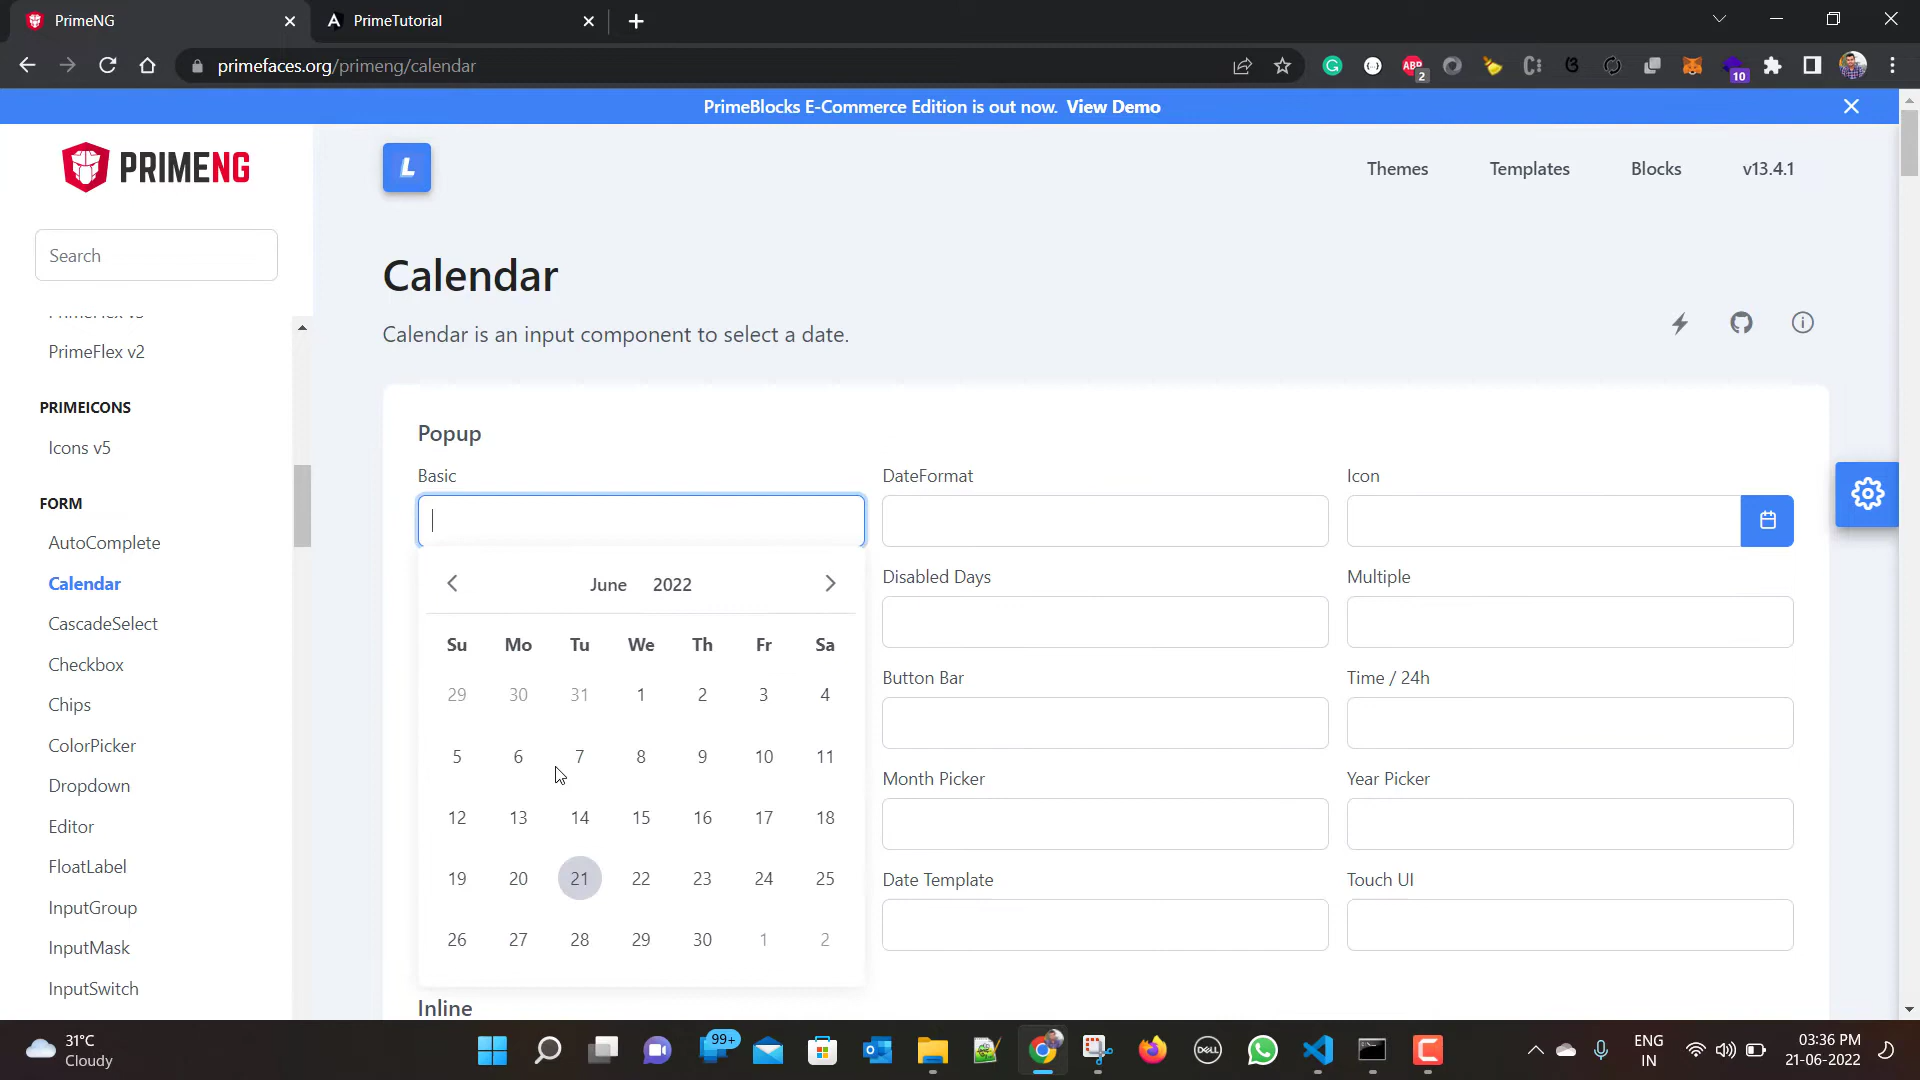 PrimeNG
PrimeTutorial
primefaces.org/primeng/calendar
ABP
2
10
PrimeBlocks E-Commerce Edition is out now. View Demo
PRIMENG
L
Themes
Templates
Blocks
v13.4.1
Search
PrimeFlex v2
PRIMEICONS
Icons v5
FORM
AutoComplete
Calendar
CascadeSelect
Checkbox
Chips
ColorPicker
Dropdown
Editor
FloatLabel
InputGroup
InputMask
InputSwitch
Calendar
Calendar is an input component to select a date.
Popup
Basic
DateFormat
Icon
June 2022
Su Mo Tu We Th Fr Sa
29 30 31 1 2 3 4
5 6 7 8 9 10 11
12 13 14 15 16 17 18
19 20 21 22 23 24 25
26 27 28 29 30 1 2
Disabled Days
Multiple
Button Bar
Time / 24h
Month Picker
Year Picker
Date Template
Touch UI
Inline
31°C
Cloudy
99+
DELL
ENG
IN
03:36 PM
21-06-2022